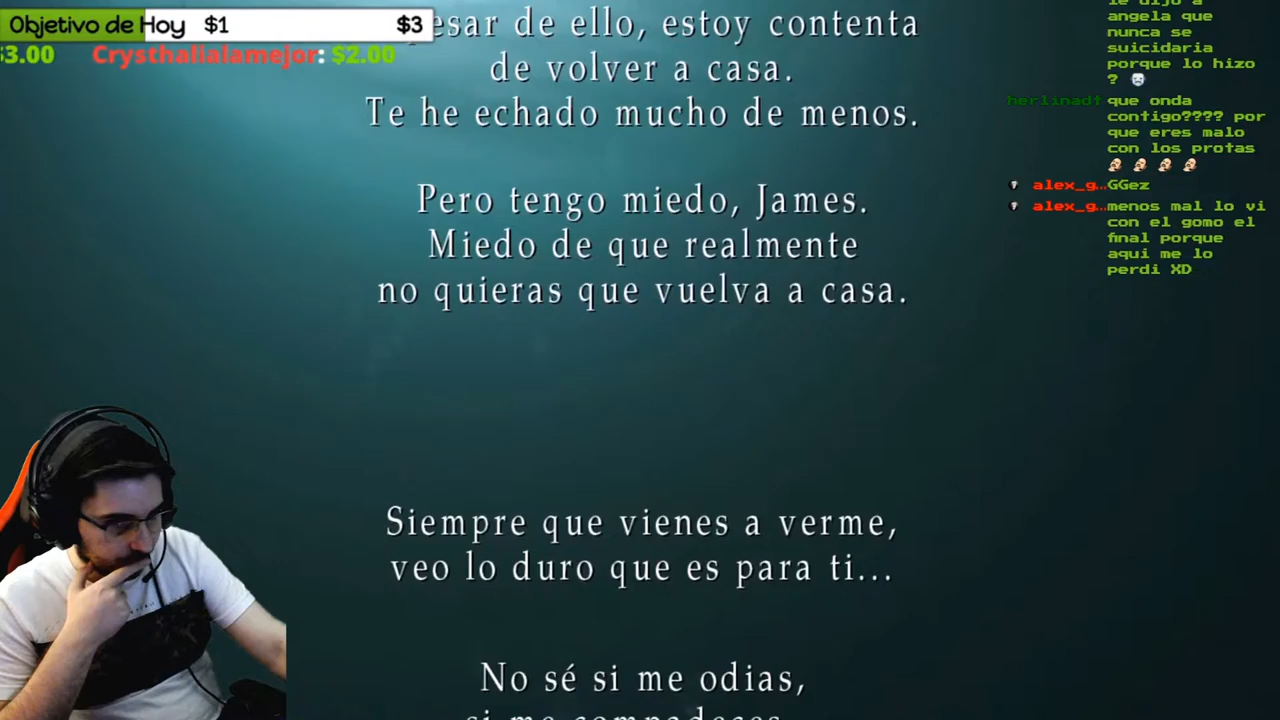 Objetivo de Hoy $1 $3
$3.00 Crysthalialamejor: $2.00
esar de ello, estoy contenta
de volver a casa.
Te he echado mucho de menos.
Pero tengo miedo, James.
Miedo de que realmente
no quieras que vuelva a casa.
Siempre que vienes a verme,
veo lo duro que es para ti...
No sé si me odias,
si me compadeces
le dijo a
angela que
nunca se
suicidaria
porque lo hizo
?
herlinadt que onda
contigo???? por
que eres malo
con los protas
alex_g... GGez
alex_g... menos mal lo vi
con el gomo el
final porque
aqui me lo
perdi XD